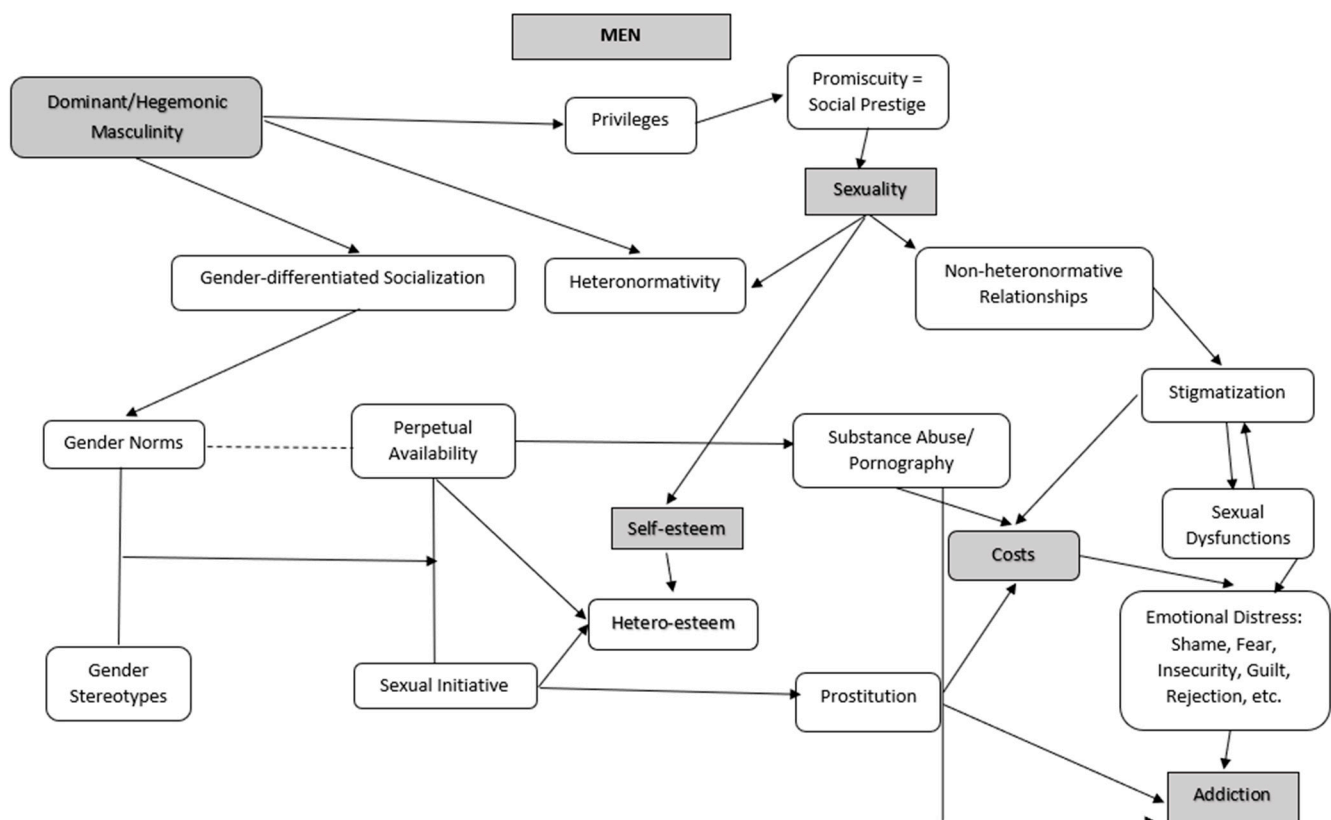 MEN
Dominant/Hegemonic
Masculinity
Privileges
Promiscuity =
Social Prestige
Sexuality
Gender-differentiated Socialization
Heteronormativity
Non-heteronormative
Relationships
Stigmatization
Gender Norms
Perpetual
Availability
Substance Abuse/
Pornography
Self-esteem
Sexual
Dysfunctions
Costs
Hetero-esteem
Emotional Distress:
Shame, Fear,
Insecurity, Guilt,
Rejection, etc.
Gender
Stereotypes
Sexual Initiative
Prostitution
Addiction